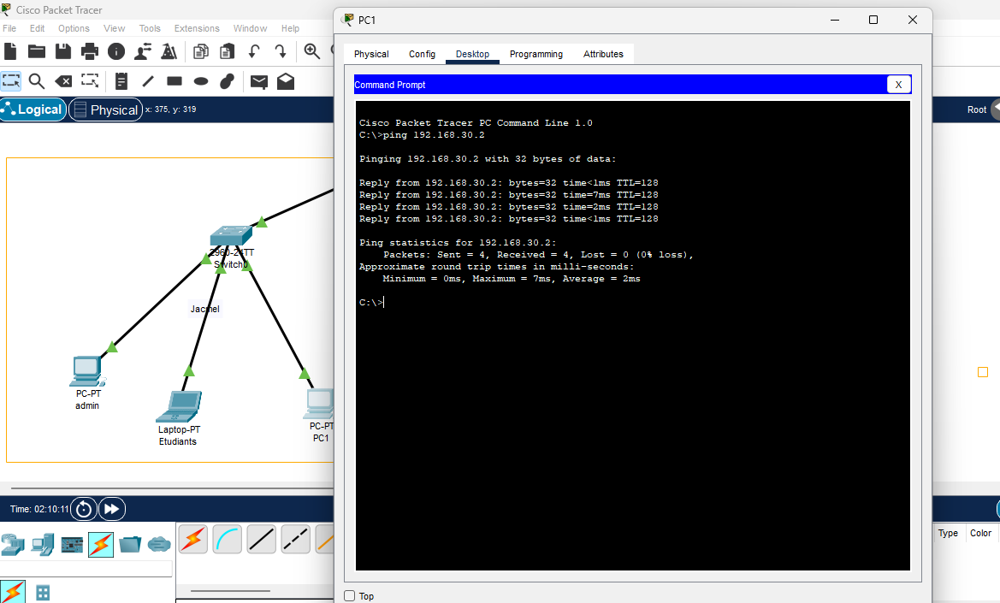 Cisco Packet Tracer
File Edit Options View Tools Extensions Window Help
Logical
Physical
x: 375, y: 319
Root
2960-24TT
Switch0
Jacmel
PC-PT
admin
Laptop-PT
Etudiants
PC-PT
PC1
Time: 02:10:11
PC1
Physical Config Desktop Programming Attributes
Command Prompt
X
Cisco Packet Tracer PC Command Line 1.0
C:\>ping 192.168.30.2
Pinging 192.168.30.2 with 32 bytes of data:
Reply from 192.168.30.2: bytes=32 time<1ms TTL=128
Reply from 192.168.30.2: bytes=32 time=7ms TTL=128
Reply from 192.168.30.2: bytes=32 time=2ms TTL=128
Reply from 192.168.30.2: bytes=32 time<1ms TTL=128
Ping statistics for 192.168.30.2:
Packets: Sent = 4, Received = 4, Lost = 0 (0% loss),
Approximate round trip times in milli-seconds:
Minimum = 0ms, Maximum = 7ms, Average = 2ms
C:\>
Top
Type Color